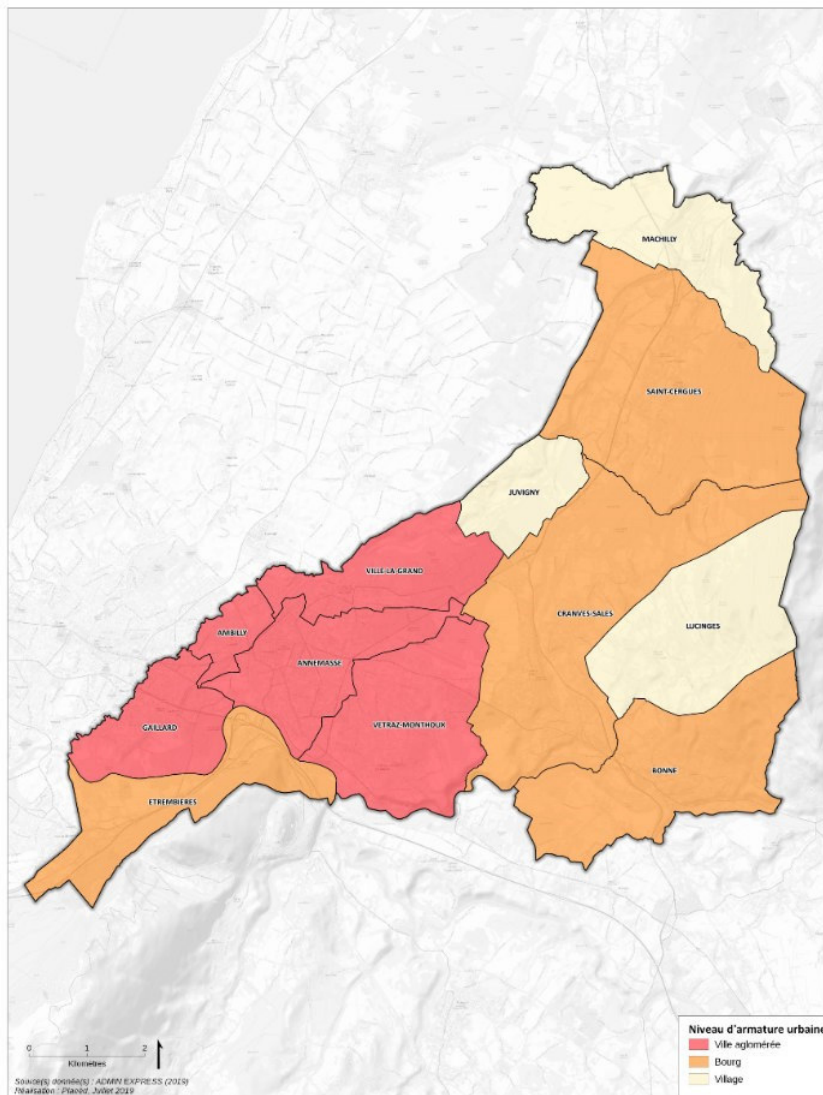 MACHILLY
SAINT-CERGUES
JUVIGNY
VILLE-LA-GRAND
CRANVES-SALES
LUCINGES
AMBILLY
ANNEMASSE
GAILLARD
VETRAZ-MONTHOUX
BONNE
ETREMBIERES
Niveau d'armature urbaine
Ville aglomérée
Bourg
Village
0 1 2
Kilomètres
Source(s) donnée(s) : ADMIN EXPRESS (2019)
Réalisation : Placéo, Juillet 2019